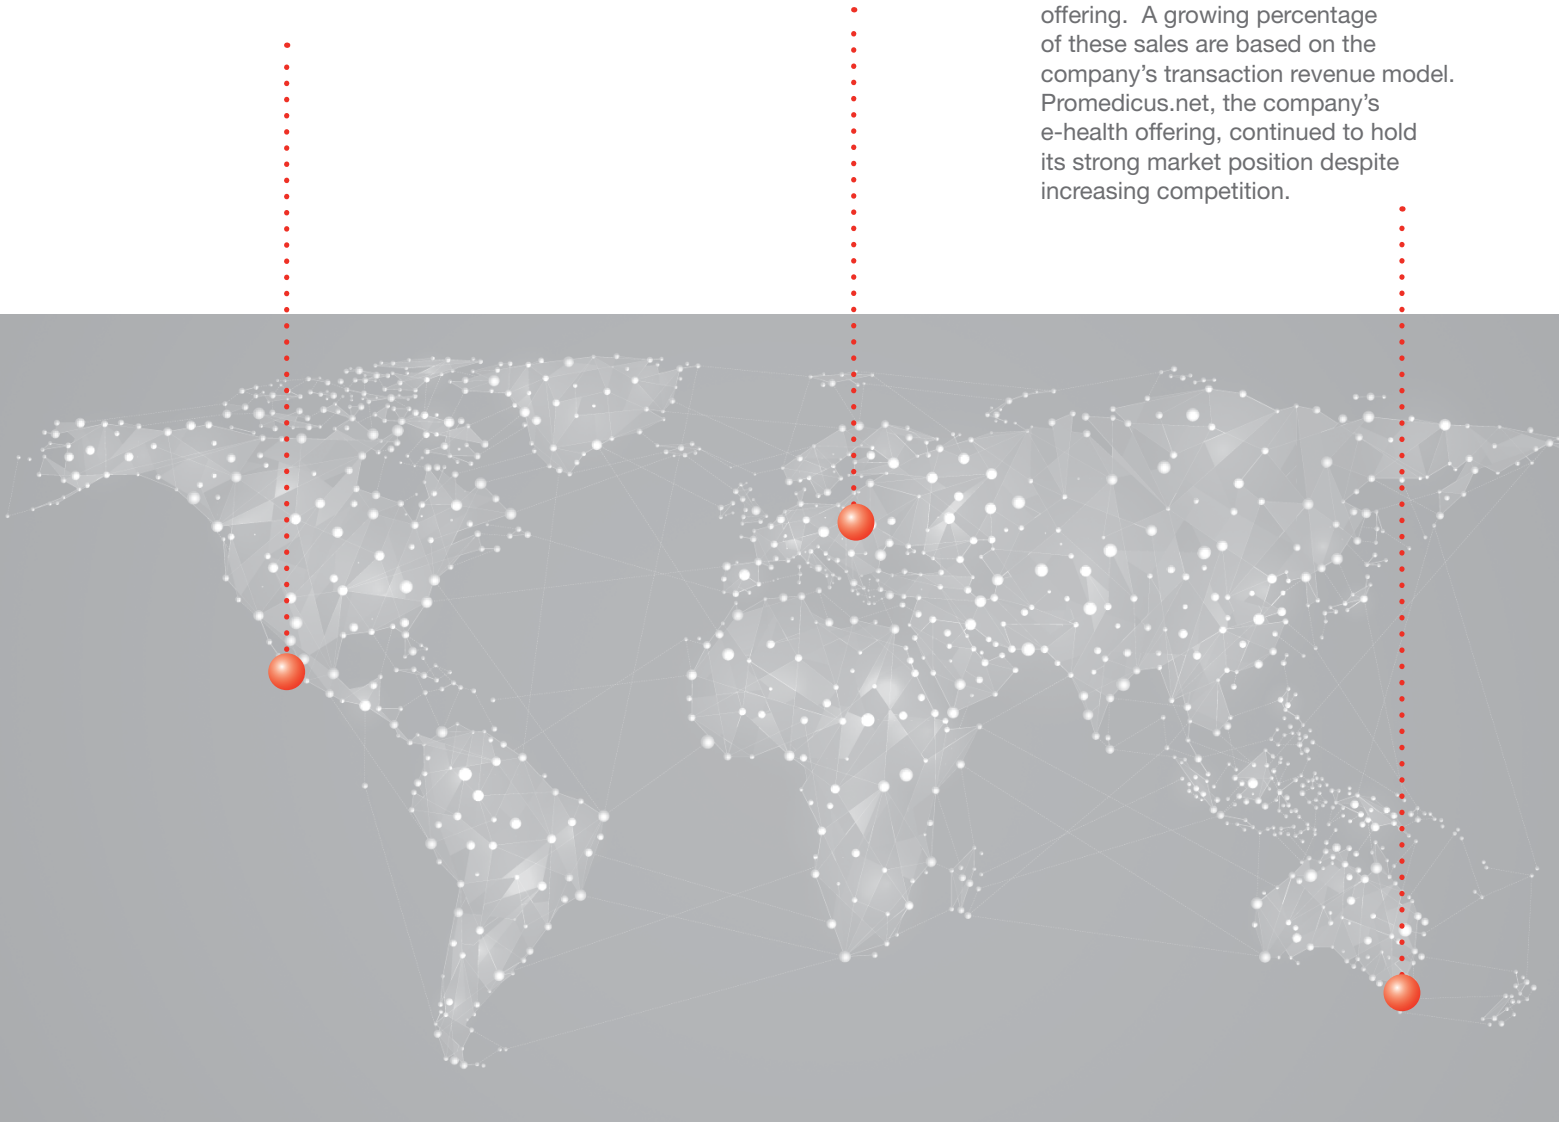 offering.  A growing percentage
of these sales are based on the
company’s transaction revenue model.
Promedicus.net, the company’s
e-health offering, continued to hold
its strong market position despite
increasing competition.